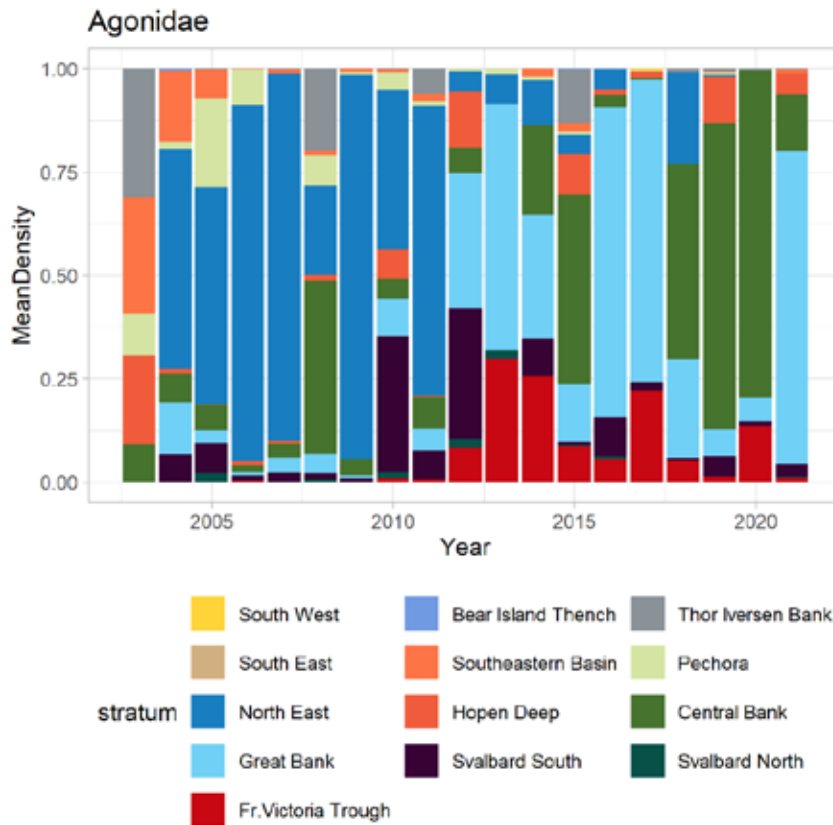 Agonidae
MeanDensity
1.00
0.75
0.50
0.25
0.00
2005 2010 2015 2020
Year
stratum
South West Bear Island Thench Thor Iversen Bank
South East Southeastern Basin Pechora
North East Hopen Deep Central Bank
Great Bank Svalbard South Svalbard North
Fr.Victoria Trough